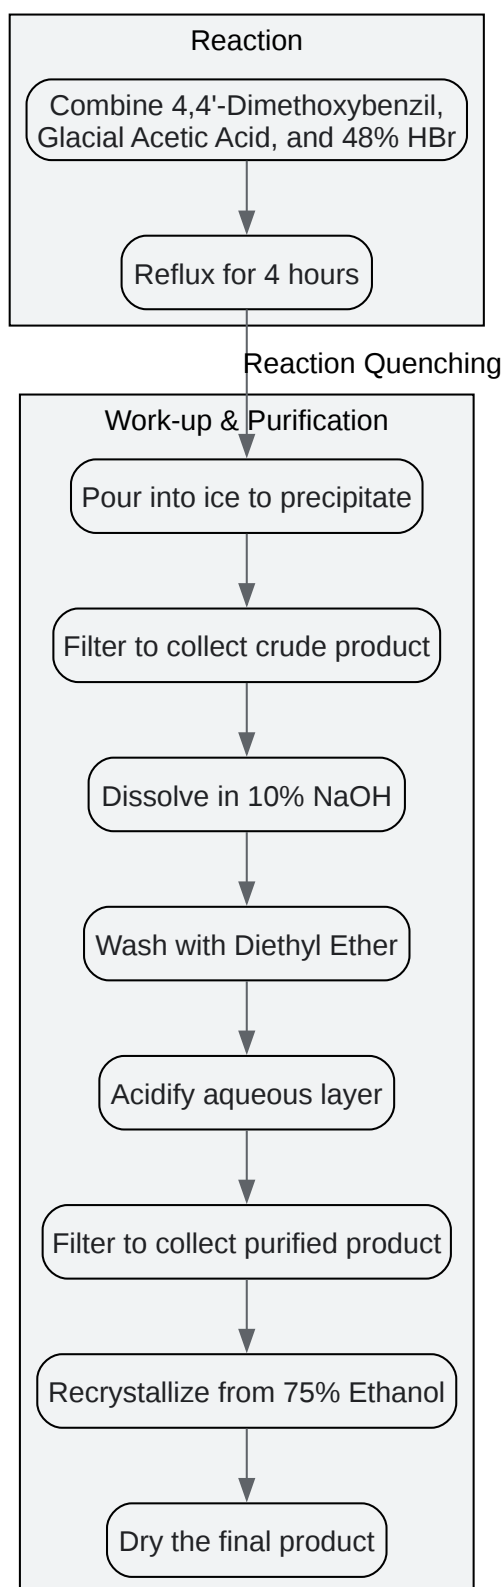 Reaction
Combine 4,4'-Dimethoxybenzil,
Glacial Acetic Acid, and 48% HBr
Reflux for 4 hours
Reaction Quenching
Work-up & Purification
Pour into ice to precipitate
Filter to collect crude product
Dissolve in 10% NaOH
Wash with Diethyl Ether
Acidify aqueous layer
Filter to collect purified product
Recrystallize from 75% Ethanol
Dry the final product